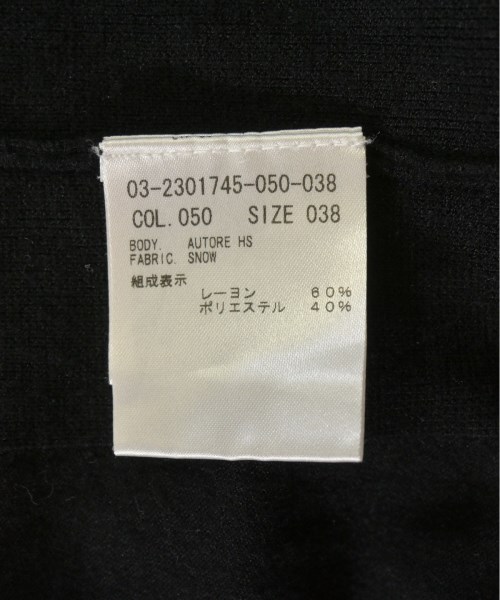 03-2301745-050-038
COL.050 SIZE 038
BODY. AUTORE HS
FABRIC. SNOW
組成表示
レーヨン 60%
ポリエステル 40%